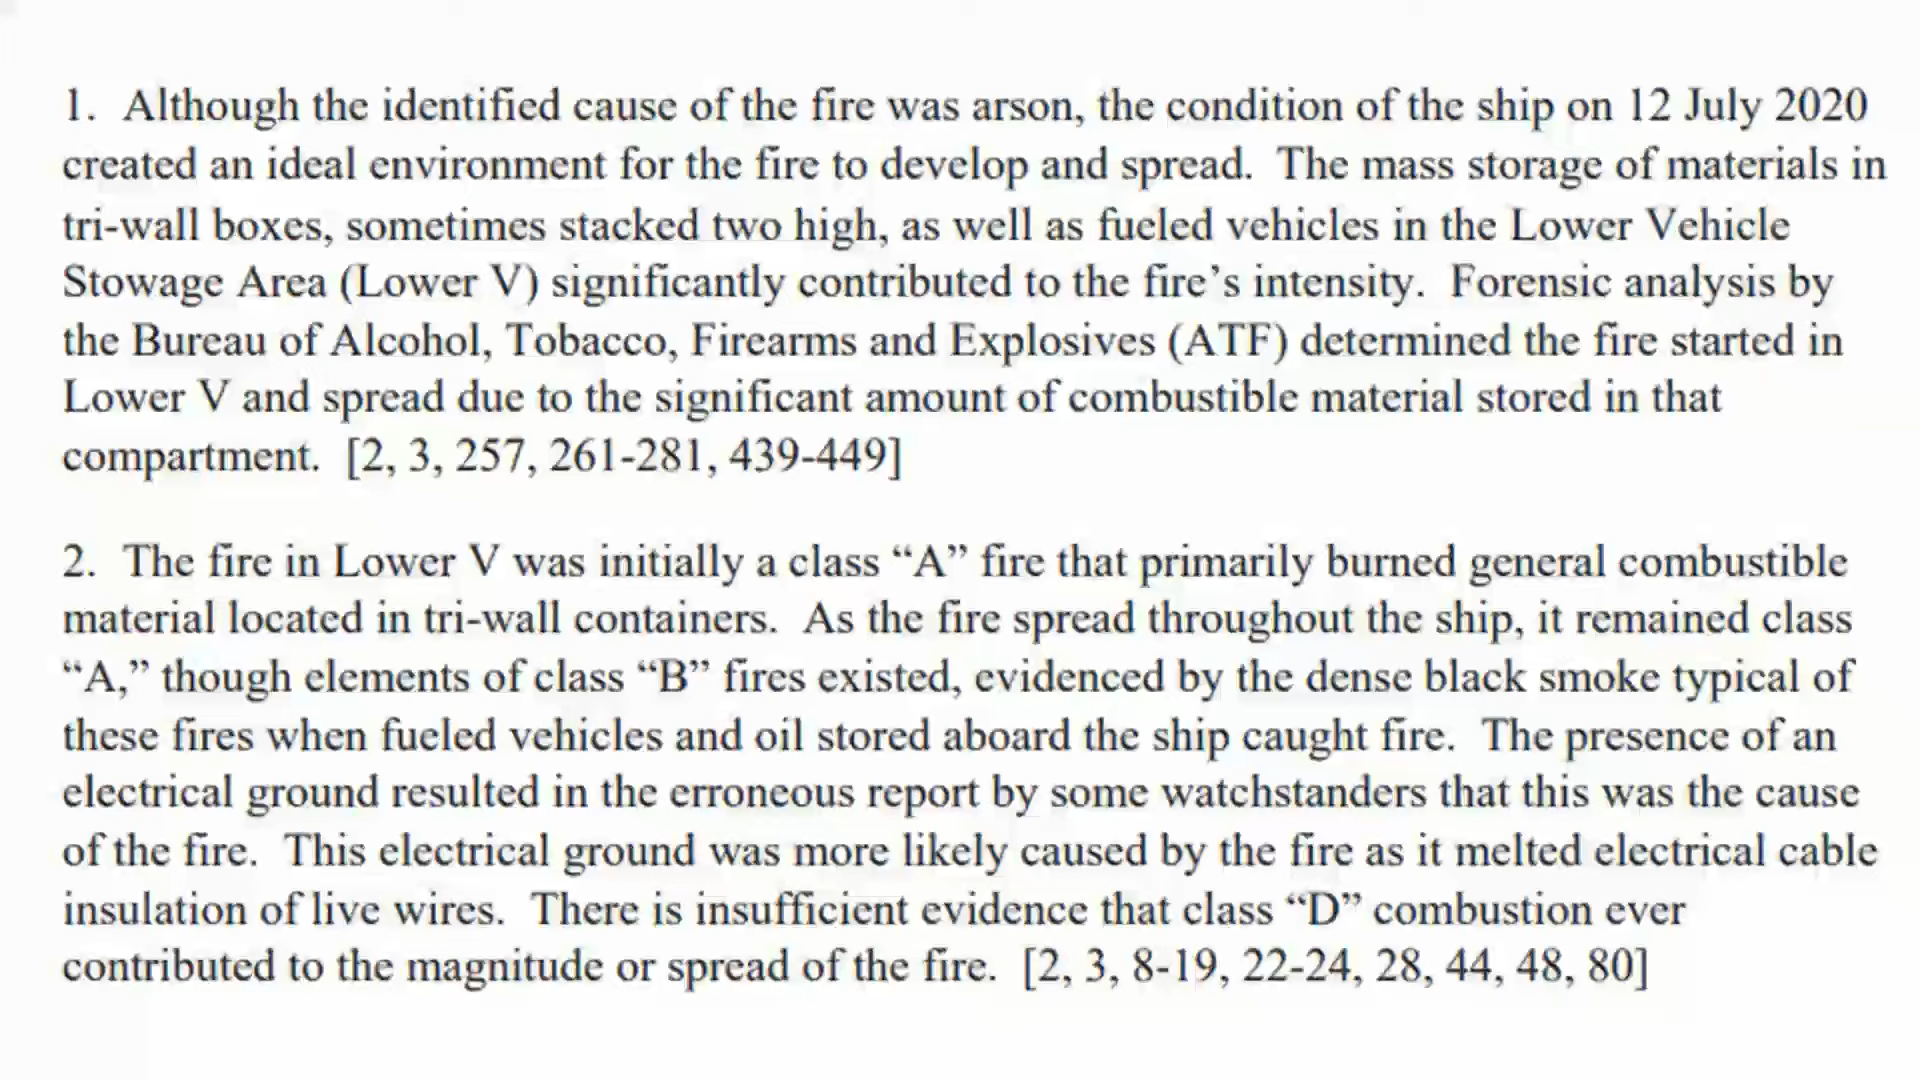 1.  Although the identified cause of the fire was arson, the condition of the ship on 12 July 2020
created an ideal environment for the fire to develop and spread.  The mass storage of materials in
tri-wall boxes, sometimes stacked two high, as well as fueled vehicles in the Lower Vehicle
Stowage Area (Lower V) significantly contributed to the fire’s intensity.  Forensic analysis by
the Bureau of Alcohol, Tobacco, Firearms and Explosives (ATF) determined the fire started in
Lower V and spread due to the significant amount of combustible material stored in that
compartment.  [2, 3, 257, 261-281, 439-449]
2.  The fire in Lower V was initially a class “A” fire that primarily burned general combustible
material located in tri-wall containers.  As the fire spread throughout the ship, it remained class
“A,” though elements of class “B” fires existed, evidenced by the dense black smoke typical of
these fires when fueled vehicles and oil stored aboard the ship caught fire.  The presence of an
electrical ground resulted in the erroneous report by some watchstanders that this was the cause
of the fire.  This electrical ground was more likely caused by the fire as it melted electrical cable
insulation of live wires.  There is insufficient evidence that class “D” combustion ever
contributed to the magnitude or spread of the fire.  [2, 3, 8-19, 22-24, 28, 44, 48, 80]